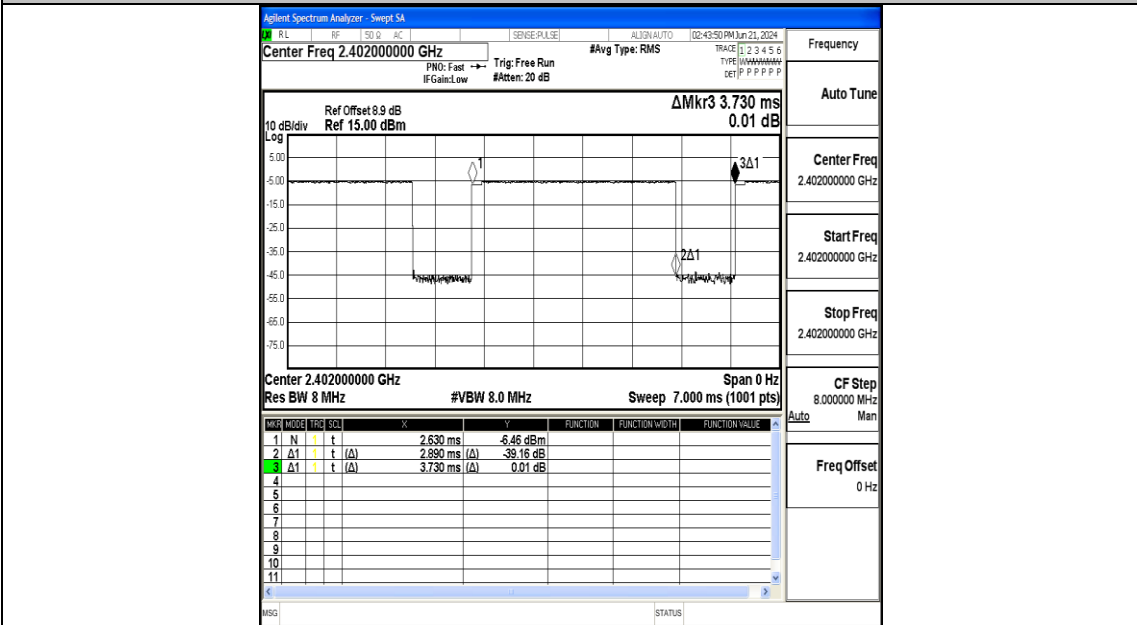 Agilent Spectrum Analyzer - Swept SA
RL RF 50 Ω AC SENSE:PULSE ALIGN AUTO 02:43:50 PM Jun 21, 2024
Center Freq 2.402000000 GHz
#Avg Type: RMS
TRACE 1 2 3 4 5 6
TYPE
DET P P P P P P
PNO: Fast
IFGain:Low
Trig: Free Run
#Atten: 20 dB
Ref Offset 8.9 dB
Ref 15.00 dBm
10 dB/div
Log
ΔMkr3 3.730 ms
0.01 dB
5.00
-5.00
-15.0
-25.0
-35.0
-45.0
-55.0
-65.0
-75.0
1
2Δ1
3Δ1
Center 2.402000000 GHz Span 0 Hz
Res BW 8 MHz #VBW 8.0 MHz Sweep 7.000 ms (1001 pts)
MKR MODE TRC SCL X Y FUNCTION FUNCTION WIDTH FUNCTION VALUE
1 N 1 t 2.630 ms -6.46 dBm
2 Δ1 1 t (Δ) 2.890 ms (Δ) -39.16 dB
3 Δ1 1 t (Δ) 3.730 ms (Δ) 0.01 dB
4
5
6
7
8
9
10
11
MSG STATUS
Frequency
Auto Tune
Center Freq
2.402000000 GHz
Start Freq
2.402000000 GHz
Stop Freq
2.402000000 GHz
CF Step
8.000000 MHz
Auto Man
Freq Offset
0 Hz